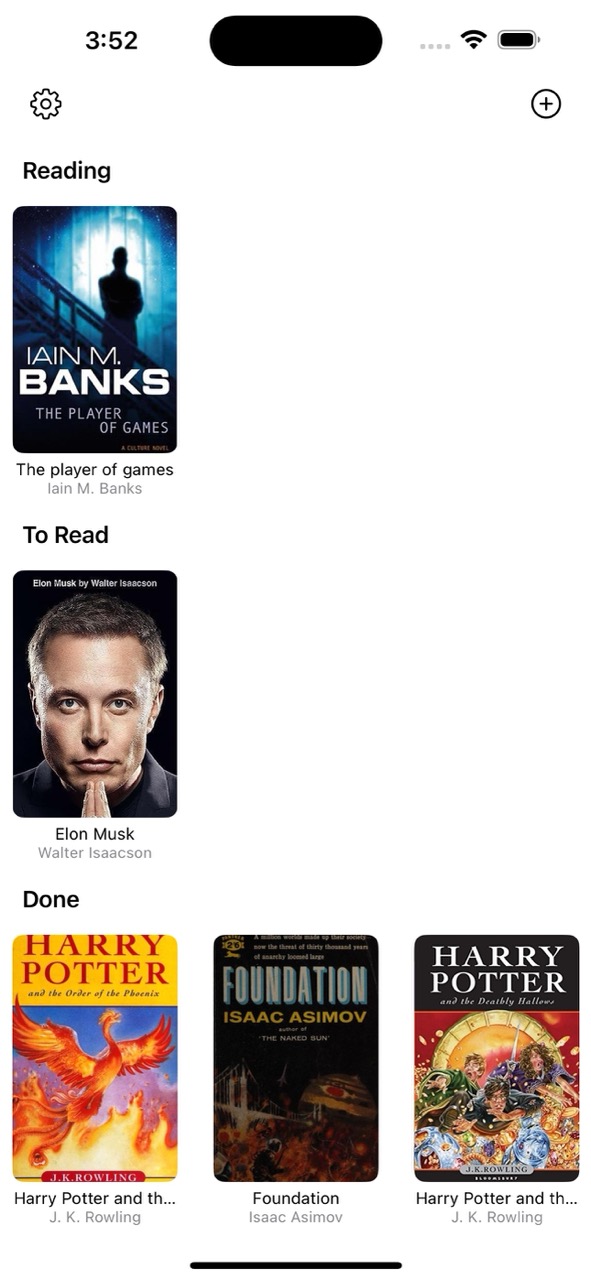 3:52
Reading
IAIN M.
BANKS
THE PLAYER
OF GAMES
A CULTURE NOVEL
The player of games
Iain M. Banks
To Read
Elon Musk by Walter Isaacson
Elon Musk
Walter Isaacson
Done
HARRY
POTTER
and the Order of the Phoenix
J.K.ROWLING
Harry Potter and th...
J. K. Rowling
2'6
A million worlds made up their society
now the threat of thirty thousand years
of anarchy loomed large
FOUNDATION
ISAAC ASIMOV
author of
'THE NAKED SUN'
Foundation
Isaac Asimov
HARRY
POTTER
and the Deathly Hallows
J.K.ROWLING
BLOOMSBURY
Harry Potter and th...
J. K. Rowling